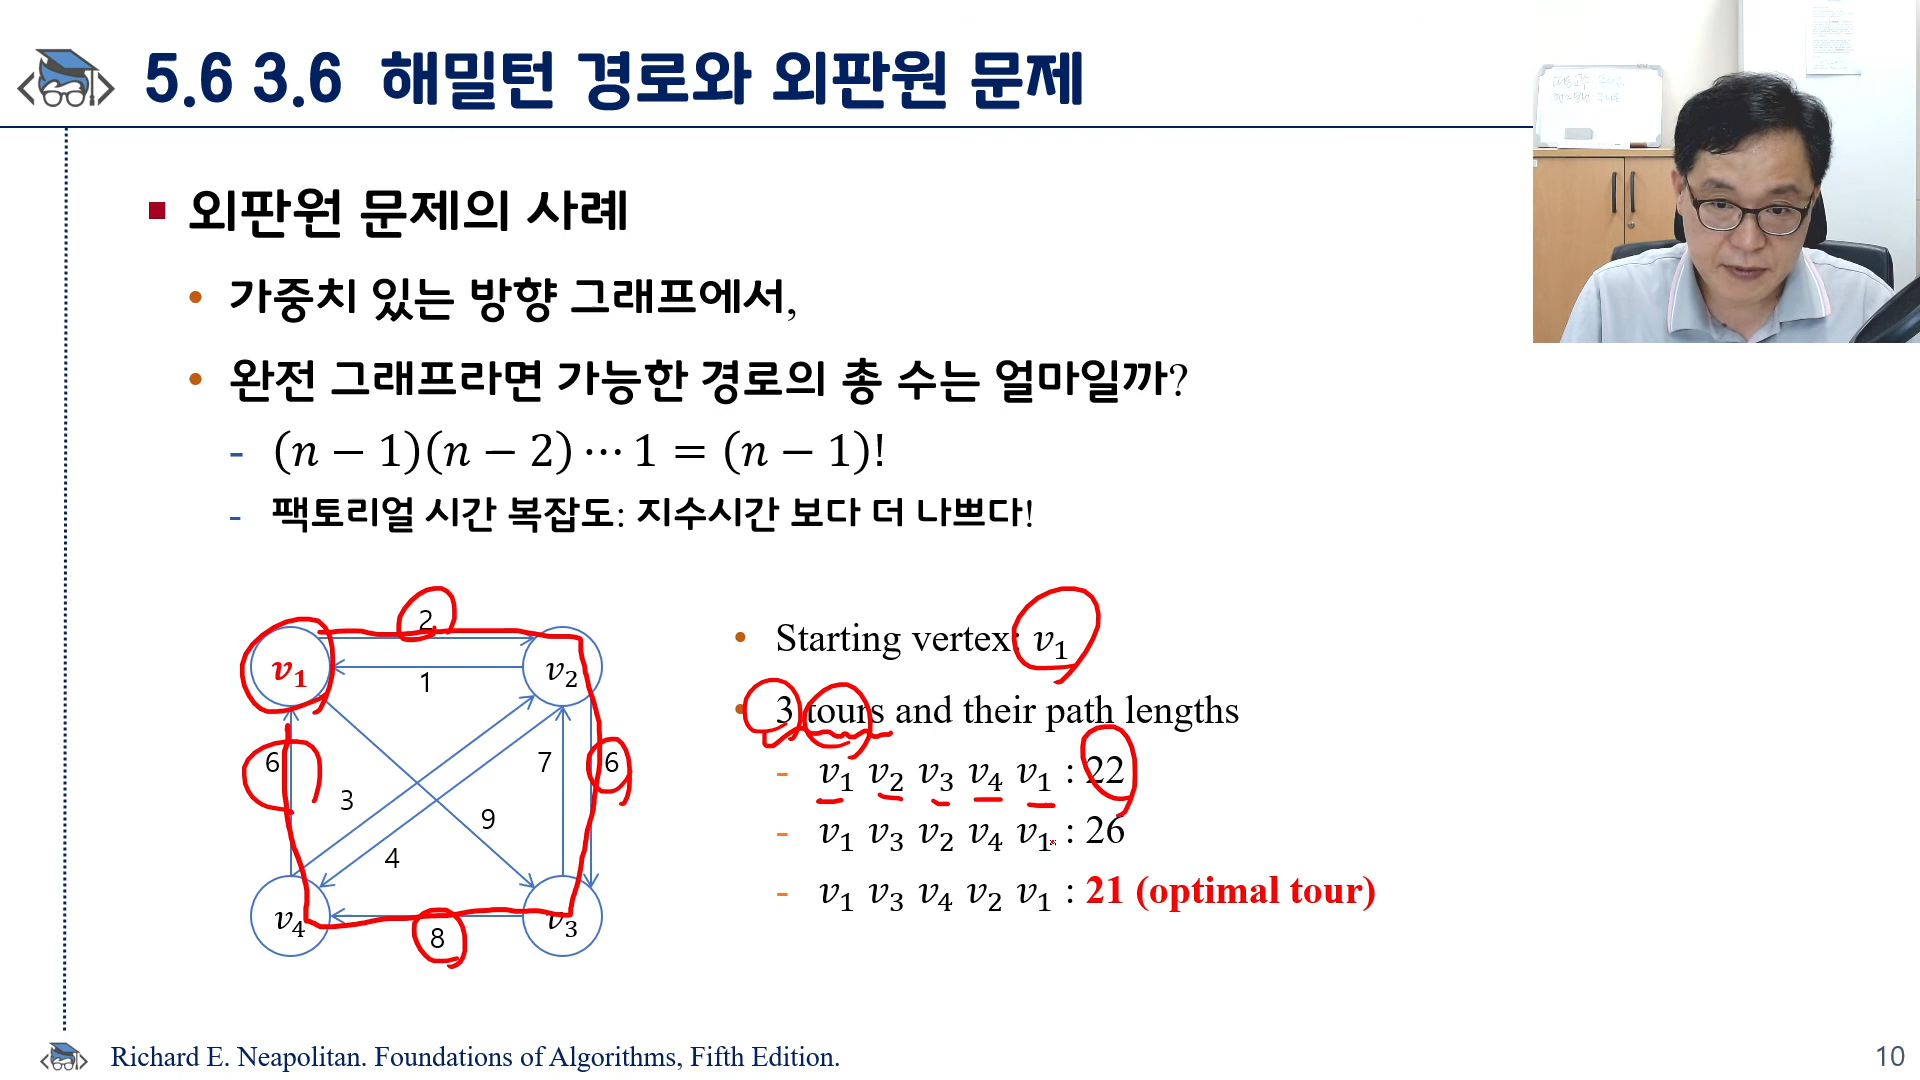 5.6 3.6 해밀턴 경로와 외판원 문제
외판원 문제의 사례
• 가중치 있는 방향 그래프에서,
• 완전 그래프라면 가능한 경로의 총 수는 얼마일까?
- (n − 1)(n − 2) ⋯ 1 = (n − 1)!
- 팩토리얼 시간 복잡도: 지수시간 보다 더 나쁘다!
2
v₁
v₂
1
6
7
6
3
9
4
v₄
v₃
8
• Starting vertex: v₁
• 3 tours and their path lengths
- v₁ v₂ v₃ v₄ v₁ : 22
- v₁ v₃ v₂ v₄ v₁ : 26
- v₁ v₃ v₄ v₂ v₁ : 21 (optimal tour)
Richard E. Neapolitan. Foundations of Algorithms, Fifth Edition.
10